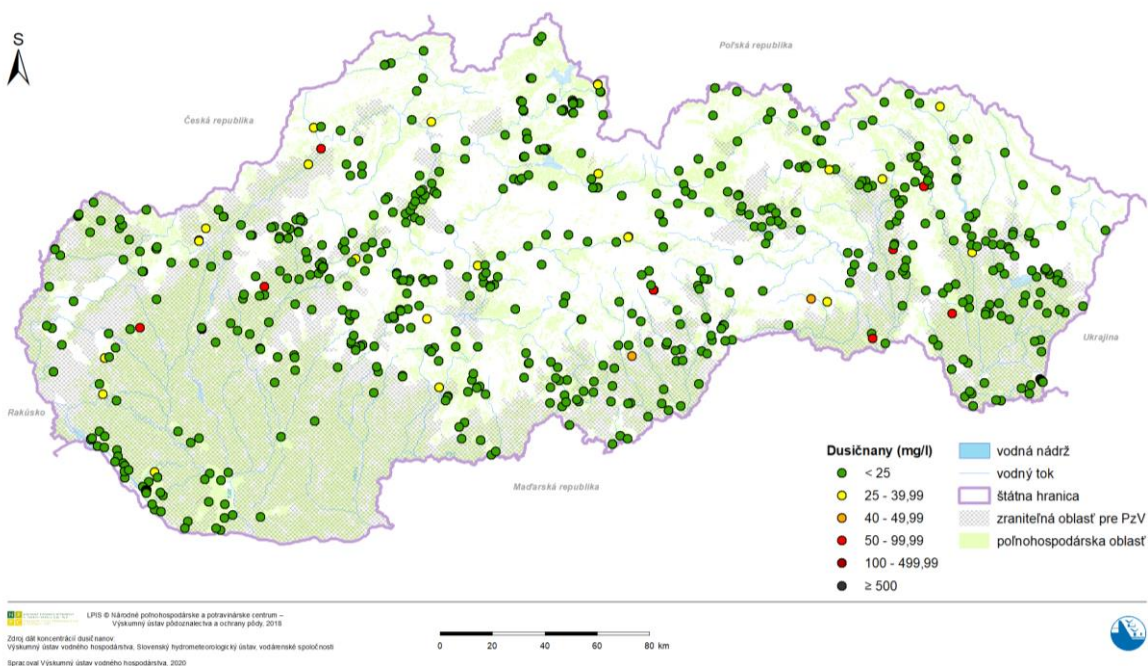 S
Poľská republika
Česká republika
Ukrajina
Rakúsko
Maďarská republika
Dusičnany (mg/l)
< 25
25 - 39,99
40 - 49,99
50 - 99,99
100 - 499,99
≥ 500
vodná nádrž
vodný tok
štátna hranica
zraniteľná oblasť pre PzV
poľnohospodárska oblasť
LPIS © Národné poľnohospodárske a potravinárske centrum –
Výskumný ústav pôdoznalectva a ochrany pôdy, 2018
Zdroj dát koncentrácií dusičnanov:
Výskumný ústav vodného hospodárstva, Slovenský hydrometeorologický ústav, vodárenské spoločnosti
Spracoval Výskumný ústav vodného hospodárstva, 2020
0 20 40 60 80 km